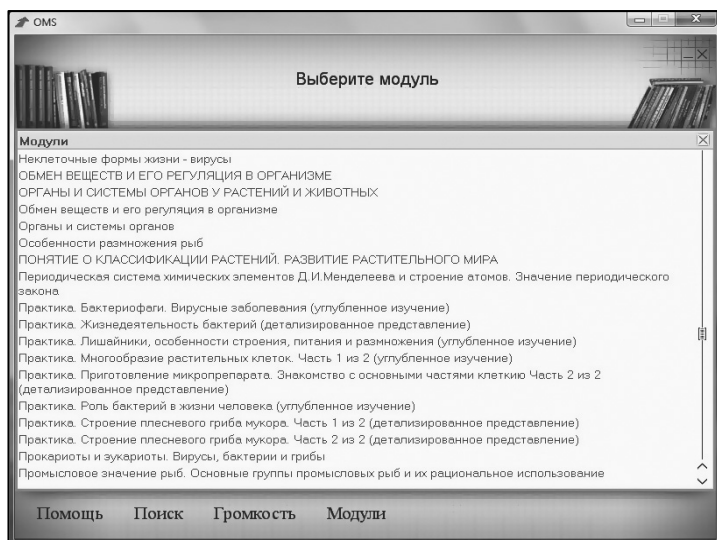 OMS
Выберите модуль
Модули
Неклеточные формы жизни - вирусы
ОБМЕН ВЕЩЕСТВ И ЕГО РЕГУЛЯЦИЯ В ОРГАНИЗМЕ
ОРГАНЫ И СИСТЕМЫ ОРГАНОВ У РАСТЕНИЙ И ЖИВОТНЫХ
Обмен веществ и его регуляция в организме
Органы и системы органов
Особенности размножения рыб
ПОНЯТИЕ О КЛАССИФИКАЦИИ РАСТЕНИЙ. РАЗВИТИЕ РАСТИТЕЛЬНОГО МИРА
Периодическая система химических элементов Д.И.Менделеева и строение атомов. Значение периодического
закона
Практика. Бактериофаги. Вирусные заболевания (углубленное изучение)
Практика. Жизнедеятельность бактерий (детализированное представление)
Практика. Лишайники, особенности строения, питания и размножения (углубленное изучение)
Практика. Многообразие растительных клеток. Часть 1 из 2 (углубленное изучение)
Практика. Приготовление микропрепарата. Знакомство с основными частями клеткию Часть 2 из 2
(детализированное представление)
Практика. Роль бактерий в жизни человека (углубленное изучение)
Практика. Строение плесневого гриба мукора. Часть 1 из 2 (детализированное представление)
Практика. Строение плесневого гриба мукора. Часть 2 из 2 (детализированное представление)
Прокариоты и эукариоты. Вирусы, бактерии и грибы
Промысловое значение рыб. Основные группы промысловых рыб и их рациональное использование
Помощь Поиск Громкость Модули